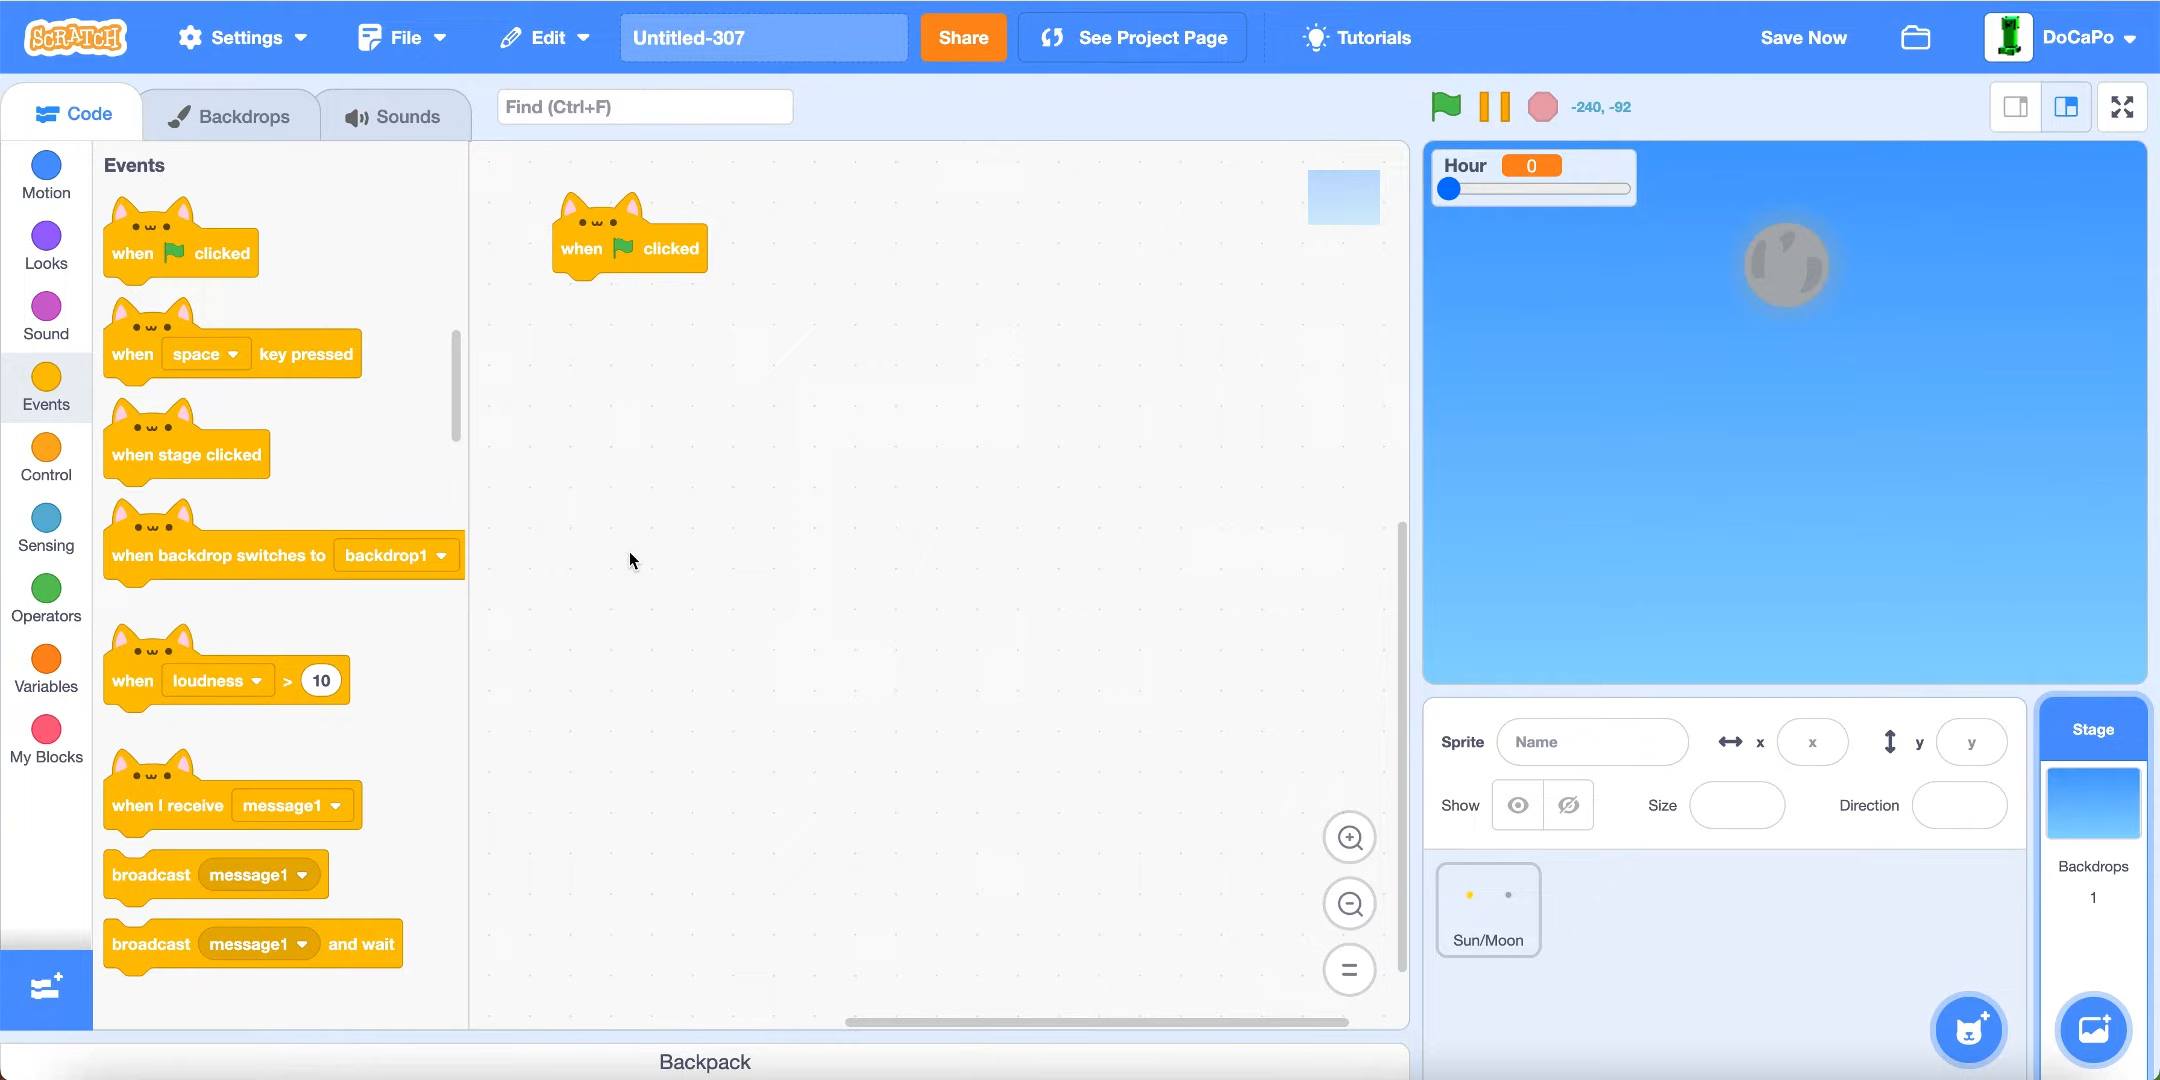 SCRATCH Settings File Edit Untitled-307 Share See Project Page Tutorials Save Now DoCaPo
Code Backdrops Sounds Find (Ctrl+F) -240, -92
Motion
Looks
Sound
Events
Control
Sensing
Operators
Variables
My Blocks
Events
when clicked
when space key pressed
when stage clicked
when backdrop switches to backdrop1
when loudness > 10
when I receive message1
broadcast message1
broadcast message1 and wait
when clicked
Backpack
Hour 0
Sprite Name x x y y
Show Size Direction
Sun/Moon
Stage
Backdrops
1